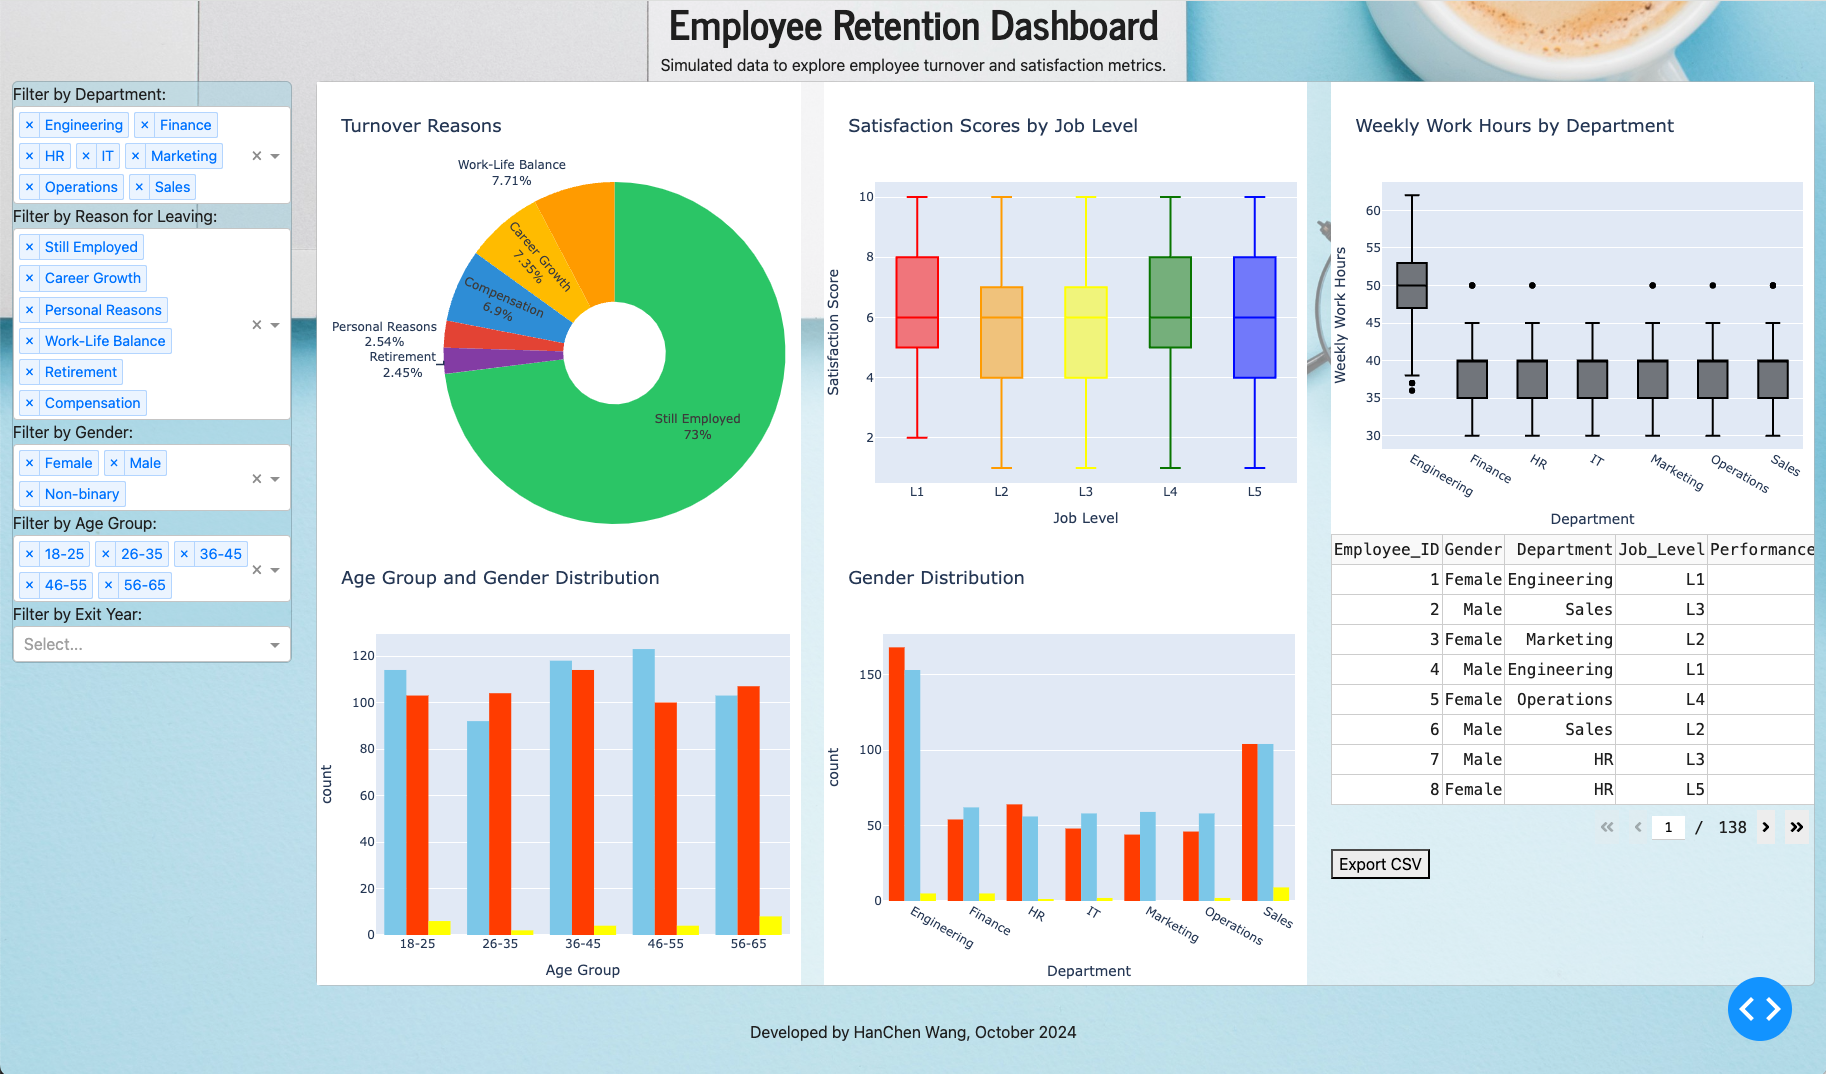 Employee Retention Dashboard
Simulated data to explore employee turnover and satisfaction metrics.
Filter by Department:
× Engineering × Finance
× HR × IT × Marketing
× Operations × Sales
Filter by Reason for Leaving:
× Still Employed
× Career Growth
× Personal Reasons
× Work-Life Balance
× Retirement
× Compensation
Filter by Gender:
× Female × Male
× Non-binary
Filter by Age Group:
× 18-25 × 26-35 × 36-45
× 46-55 × 56-65
Filter by Exit Year:
Select...
Turnover Reasons
Work-Life Balance
7.71%
Career Growth
7.35%
Compensation
6.9%
Personal Reasons
2.54%
Retirement
2.45%
Still Employed
73%
Satisfaction Scores by Job Level
Satisfaction Score
10
8
6
4
2
L1 L2 L3 L4 L5
Job Level
Weekly Work Hours by Department
Weekly Work Hours
60
55
50
45
40
35
30
Engineering Finance HR IT Marketing Operations Sales
Department
Age Group and Gender Distribution
count
120
100
80
60
40
20
0
18-25 26-35 36-45 46-55 56-65
Age Group
Gender Distribution
count
150
100
50
0
Engineering Finance HR IT Marketing Operations Sales
Department
Employee_ID Gender Department Job_Level Performance
1 Female Engineering L1
2 Male Sales L3
3 Female Marketing L2
4 Male Engineering L1
5 Female Operations L4
6 Male Sales L2
7 Male HR L3
8 Female HR L5
1 / 138
Export CSV
Developed by HanChen Wang, October 2024